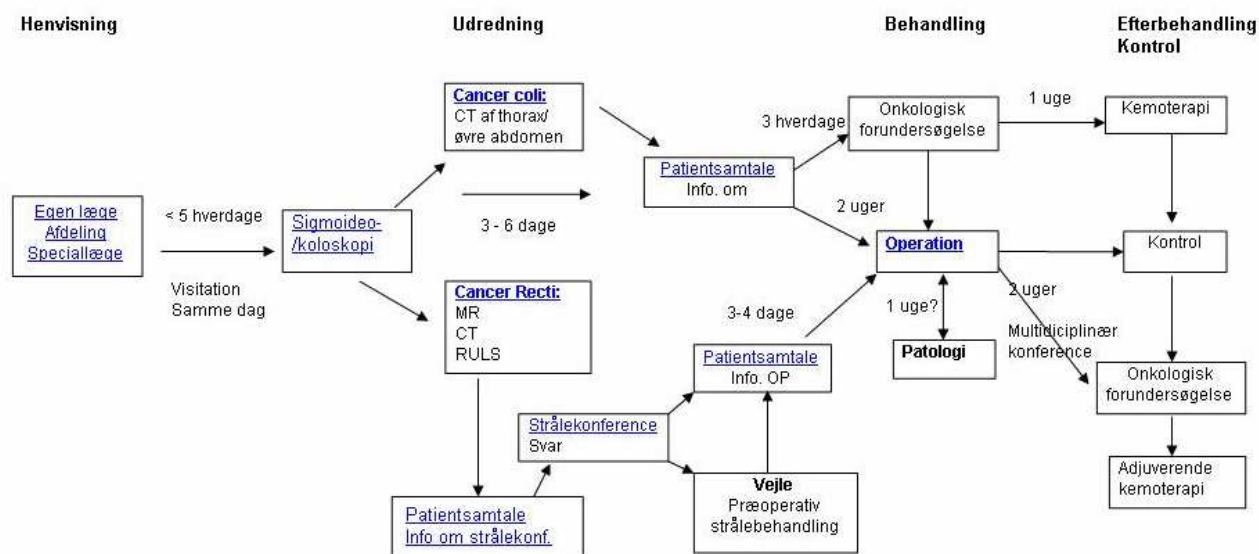 Henvisning
Udredning
Behandling
Efterbehandling
Kontrol
Egen læge
Afdeling
Speciallæge
< 5 hverdage
Visitation
Samme dag
Sigmoideo-
/koloskopi
Cancer coli:
CT af thorax/
øvre abdomen
3 - 6 dage
Cancer Recti:
MR
CT
RULS
Patientsamtale
Info om strålekonf.
Strålekonference
Svar
Vejle
Præoperativ
strålebehandling
Patientsamtale
Info. OP
3-4 dage
Patientsamtale
Info. om
3 hverdage
2 uger
Onkologisk
forundersøgelse
1 uge
Kemoterapi
Operation
Kontrol
1 uge?
Patologi
2 uger
Multidiciplinær
konference
Onkologisk
forundersøgelse
Adjuverende
kemoterapi